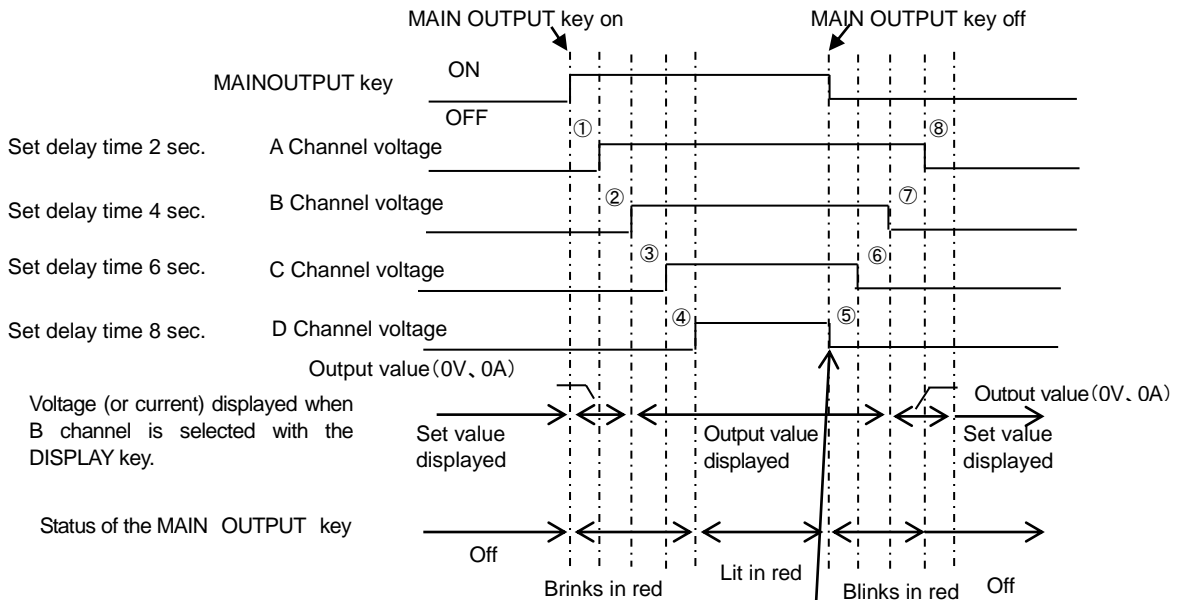 MAIN OUTPUT key on
MAIN OUTPUT key off
MAINOUTPUT key
ON
OFF
① ⑧
Set delay time 2 sec. A Channel voltage
② ⑦
Set delay time 4 sec. B Channel voltage
③ ⑥
Set delay time 6 sec. C Channel voltage
④ ⑤
Set delay time 8 sec. D Channel voltage
Output value(0V、0A)
Output value(0V、0A)
Voltage (or current) displayed when
B channel is selected with the
DISPLAY key.
Set value
displayed
Output value
displayed
Set value
displayed
Status of the MAIN OUTPUT key
Off
Brinks in red
Lit in red
Blinks in red
Off